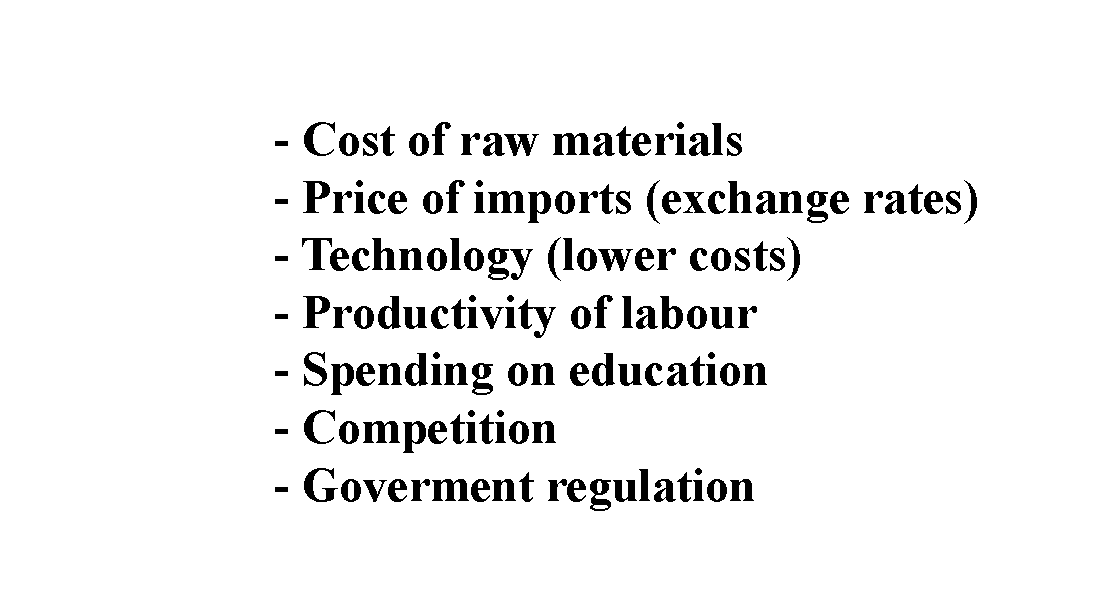 - Cost of raw materials
- Price of imports (exchange rates)
- Technology (lower costs)
- Productivity of labour
- Spending on education
- Competition
- Goverment regulation